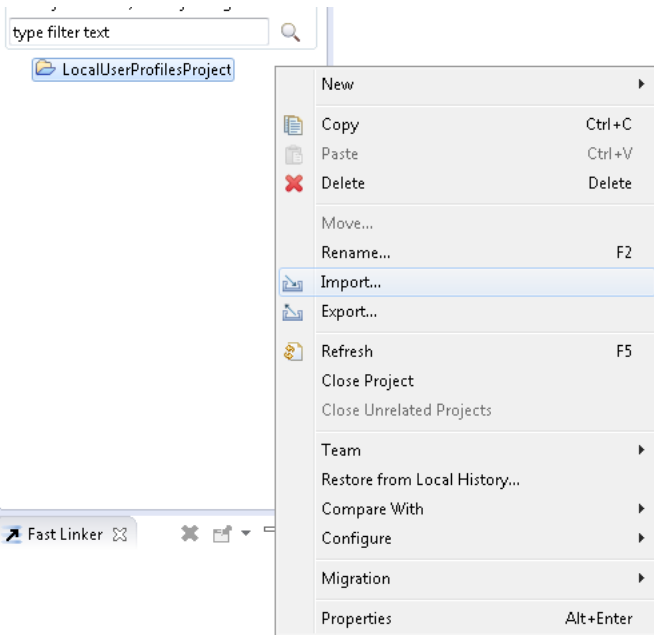 type filter text
LocalUserProfilesProject
New
Copy Ctrl+C
Paste Ctrl+V
Delete Delete
Move...
Rename... F2
Import...
Export...
Refresh F5
Close Project
Close Unrelated Projects
Team
Restore from Local History...
Compare With
Configure
Migration
Properties Alt+Enter
Fast Linker